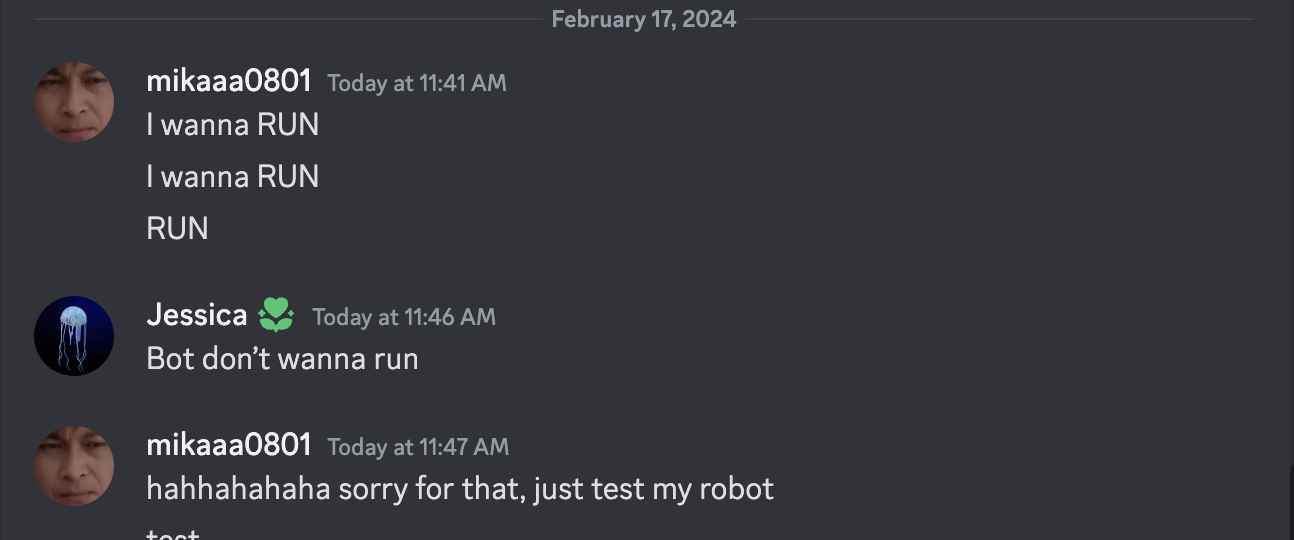 February 17, 2024
mikaaa0801 Today at 11:41 AM
I wanna RUN
I wanna RUN
RUN
Jessica Today at 11:46 AM
Bot don’t wanna run
mikaaa0801 Today at 11:47 AM
hahhahahaha sorry for that, just test my robot
test